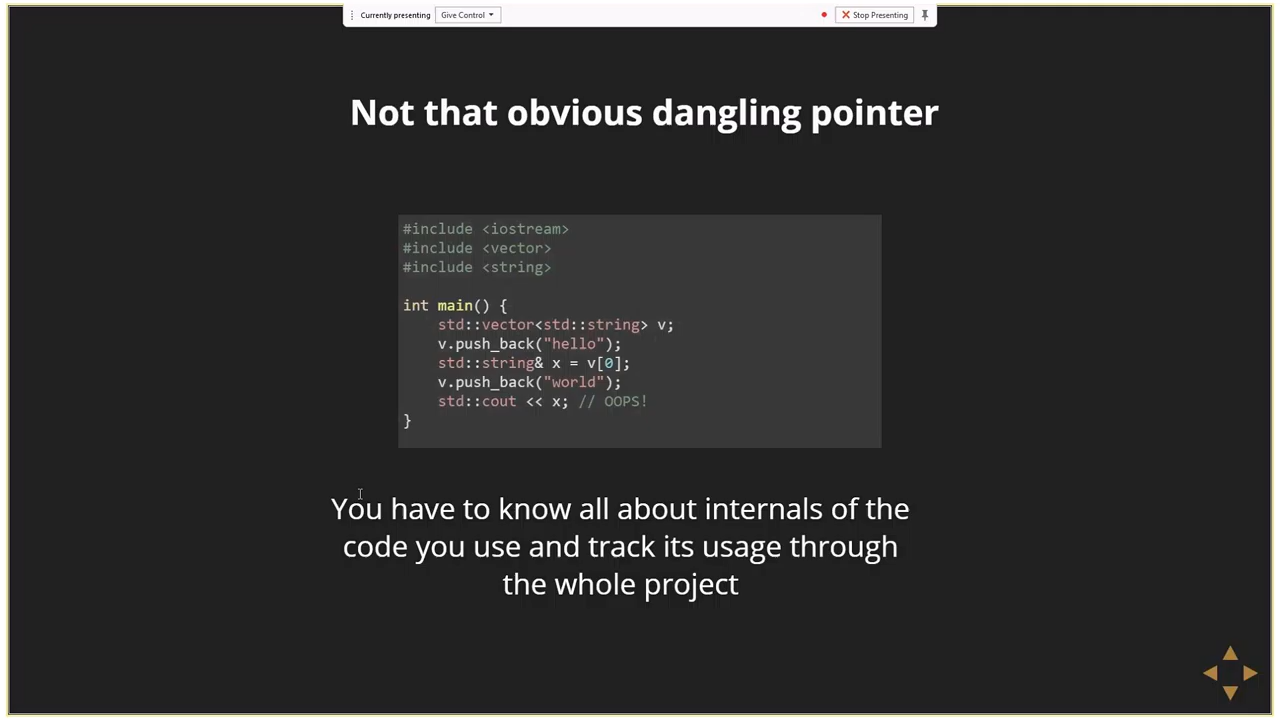 Currently presenting Give Control Stop Presenting
Not that obvious dangling pointer
#include <iostream>
#include <vector>
#include <string>
int main() {
    std::vector<std::string> v;
    v.push_back("hello");
    std::string& x = v[0];
    v.push_back("world");
    std::cout << x; // OOPS!
}
You have to know all about internals of the
code you use and track its usage through
the whole project